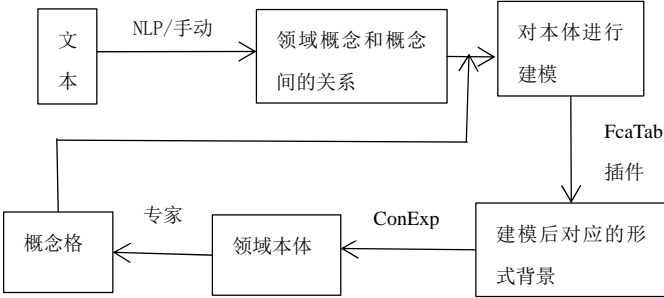 文
本
NLP/手动
领域概念和概念
间的关系
对本体进行
建模
FcaTab
插件
建模后对应的形
式背景
ConExp
领域本体
专家
概念格